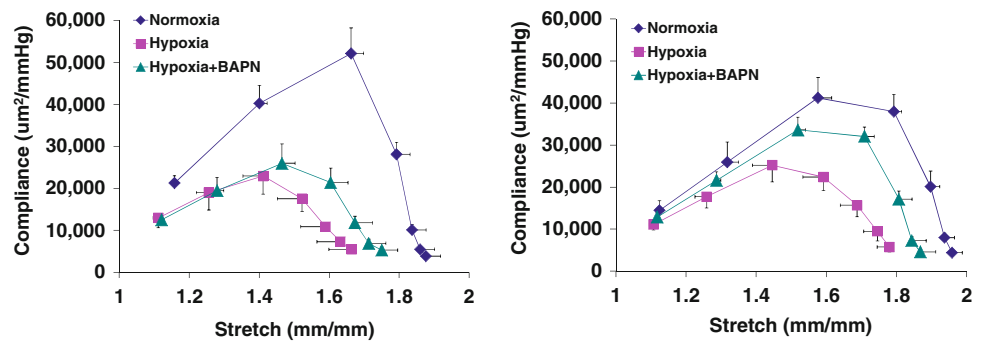 60,000
50,000
40,000
30,000
20,000
10,000
0
Compliance (um²/mmHg)
Normoxia
Hypoxia
Hypoxia+BAPN
1 1.2 1.4 1.6 1.8 2
Stretch (mm/mm)
60,000
50,000
40,000
30,000
20,000
10,000
0
Compliance (um²/mmHg)
Normoxia
Hypoxia
Hypoxia+BAPN
1 1.2 1.4 1.6 1.8 2
Stretch (mm/mm)